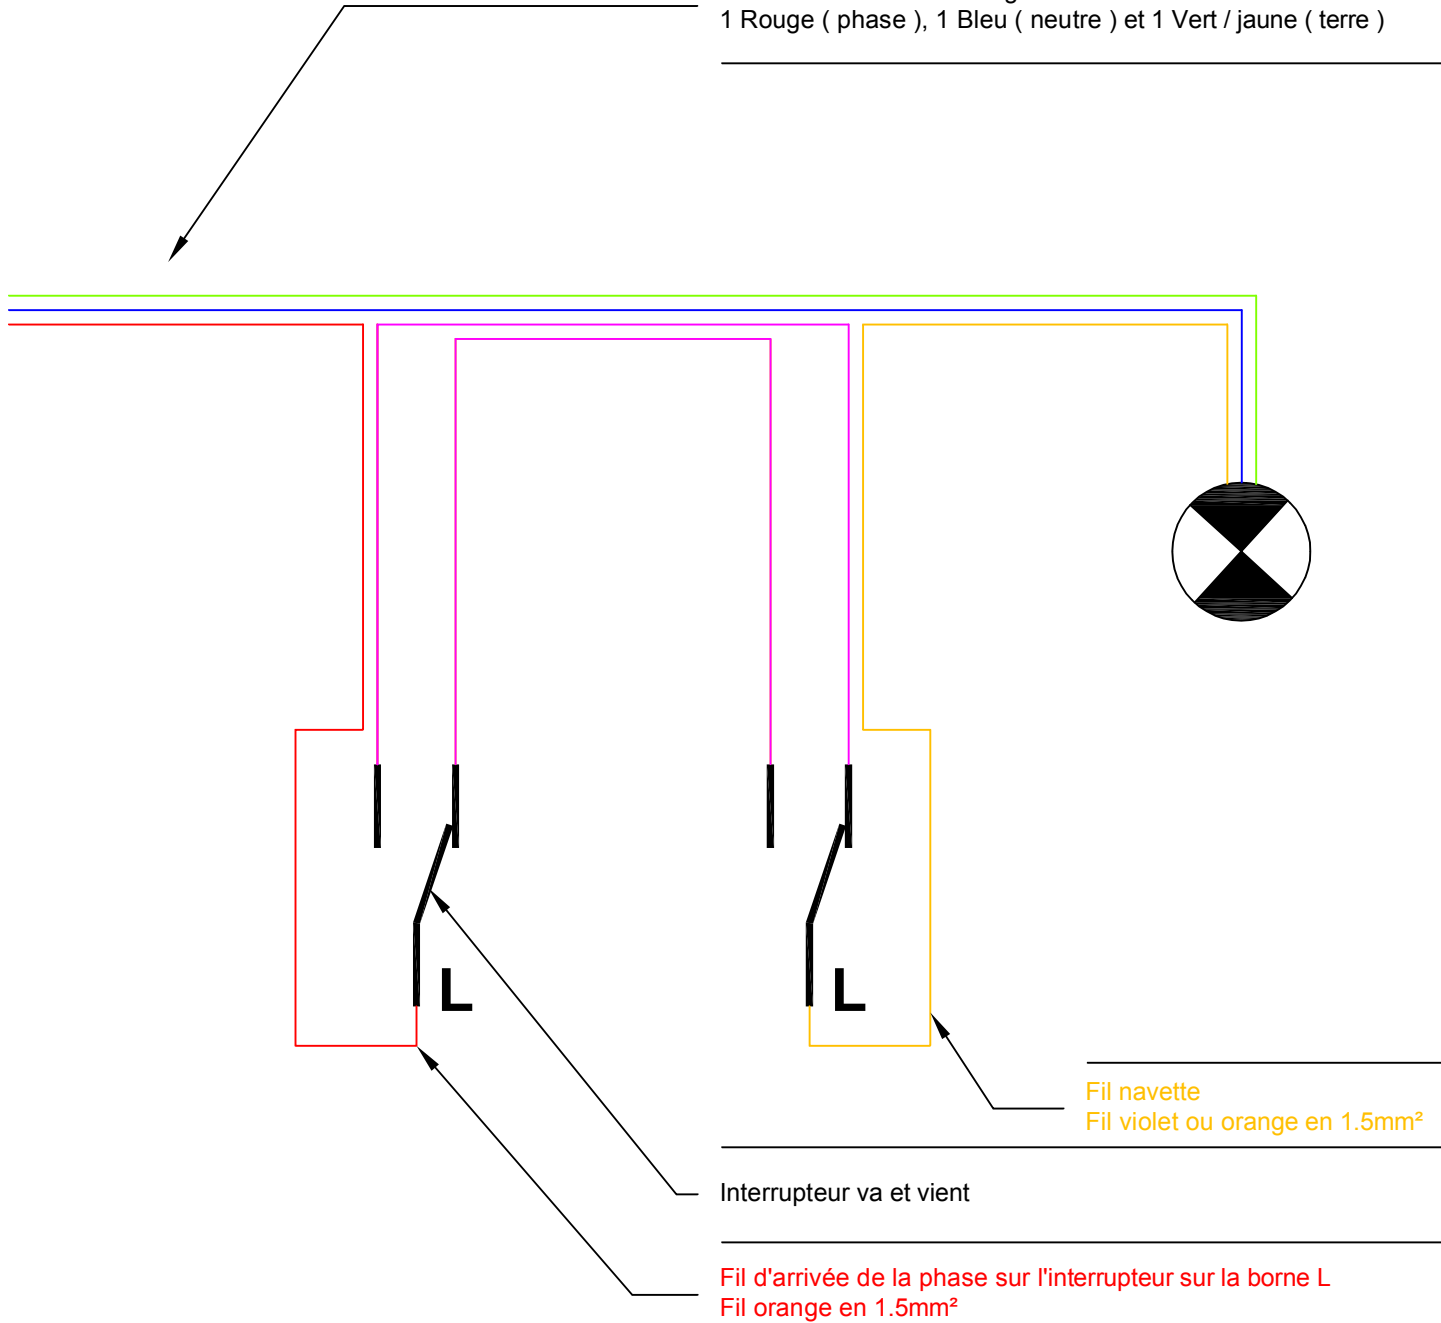 1 Rouge ( phase ), 1 Bleu ( neutre ) et 1 Vert / jaune ( terre )
L
L
Fil navette
Fil violet ou orange en 1.5mm²
Interrupteur va et vient
Fil d'arrivée de la phase sur l'interrupteur sur la borne L
Fil orange en 1.5mm²